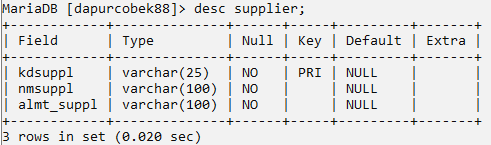 MariaDB [dapurcobek88]> desc supplier;
+------------+--------------+------+-----+---------+-------+
| Field      | Type         | Null | Key | Default | Extra |
+------------+--------------+------+-----+---------+-------+
| kdsuppl    | varchar(25)  | NO   | PRI | NULL    |       |
| nmsuppl    | varchar(100) | NO   |     | NULL    |       |
| almt_suppl | varchar(100) | NO   |     | NULL    |       |
+------------+--------------+------+-----+---------+-------+
3 rows in set (0.020 sec)